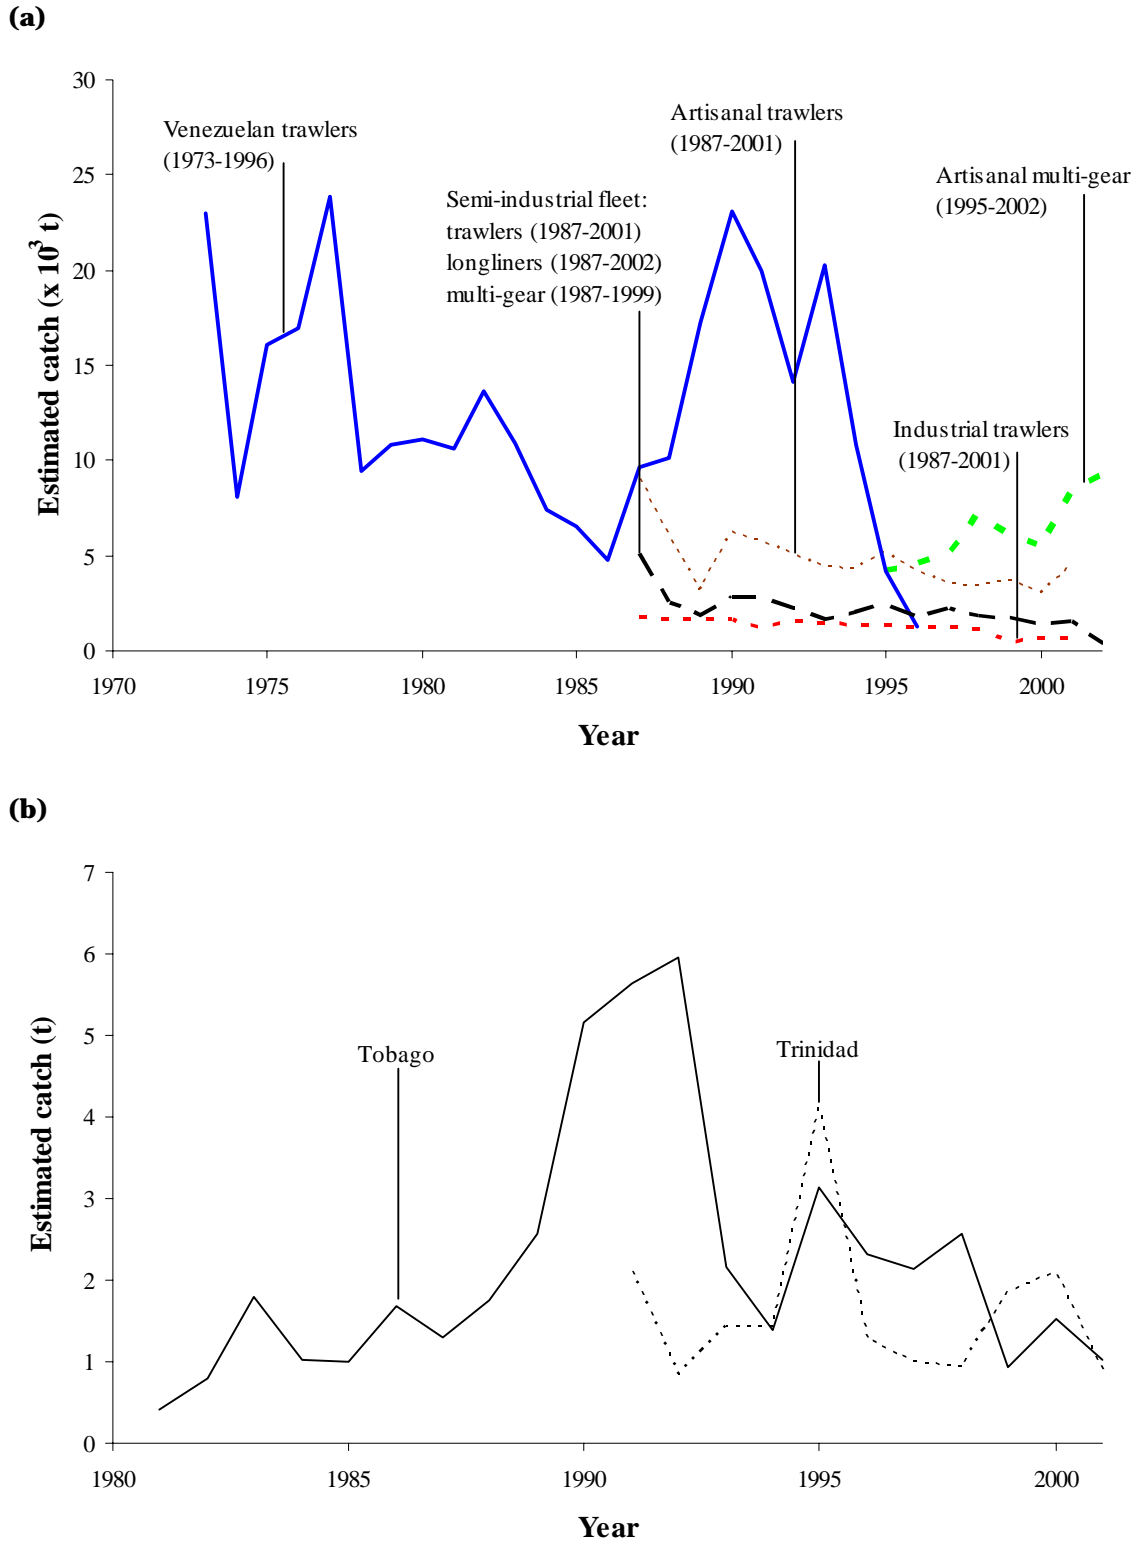 (a)
30
25
20
15
10
5
0
Estimated catch (x 10³ t)
Venezuelan trawlers
(1973-1996)
Semi-industrial fleet:
trawlers (1987-2001)
longliners (1987-2002)
multi-gear (1987-1999)
Artisanal trawlers
(1987-2001)
Artisanal multi-gear
(1995-2002)
Industrial trawlers
(1987-2001)
1970 1975 1980 1985 1990 1995 2000
Year
(b)
7
6
5
4
3
2
1
0
Estimated catch (t)
Tobago
Trinidad
1980 1985 1990 1995 2000
Year